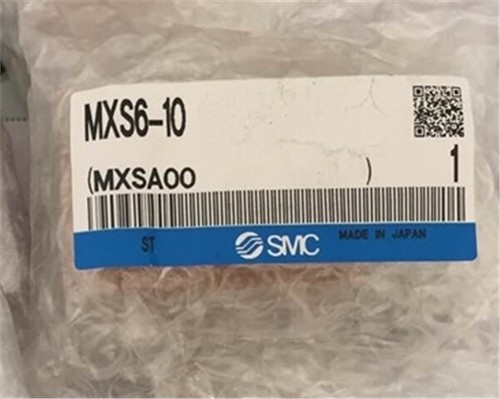 MXS6-10
(MXSA00 ) 1
ST SMC MADE IN JAPAN